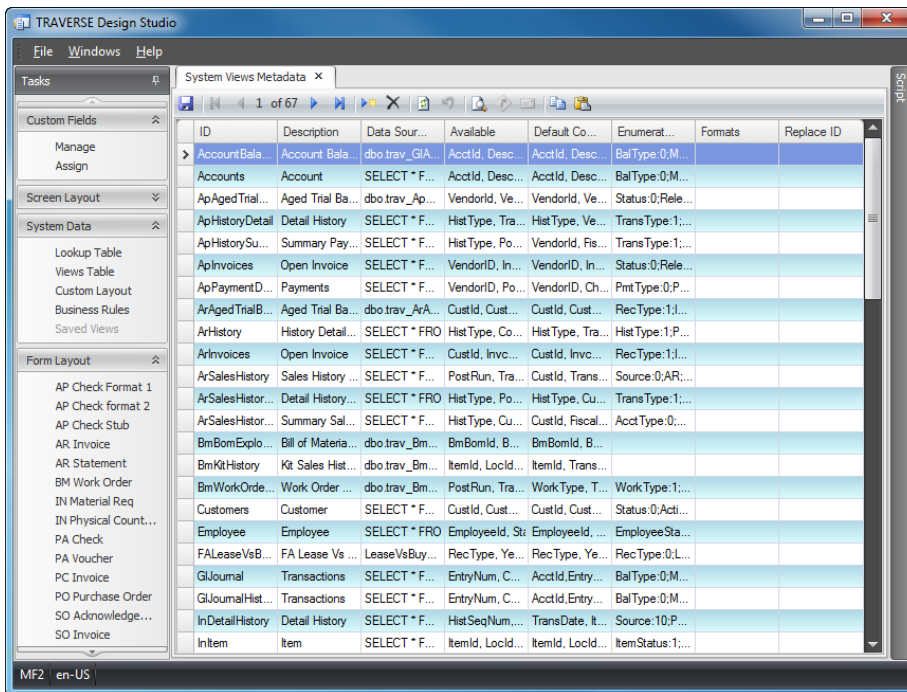 TRAVERSE Design Studio
File Windows Help
Tasks
Custom Fields
Manage
Assign
Screen Layout
System Data
Lookup Table
Views Table
Custom Layout
Business Rules
Saved Views
Form Layout
AP Check Format 1
AP Check format 2
AP Check Stub
AR Invoice
AR Statement
BM Work Order
IN Material Req
IN Physical Count...
PA Check
PA Voucher
PC Invoice
PO Purchase Order
SO Acknowledge...
SO Invoice
System Views Metadata
1 of 67
ID Description Data Sour... Available Default Co... Enumerat... Formats Replace ID
AccountBala... Account Bala... dbo.trav_GlA... AcctId, Desc... AcctId, Desc... BalType:0;M...
Accounts Account SELECT * F... AcctId, Desc... AcctId, Desc... BalType:0;M...
ApAgedTrial... Aged Trial Ba... dbo.trav_Ap... VendorId, Ve... VendorId, Ve... Status:0;Rele...
ApHistoryDetail Detail History SELECT * F... HistType, Tra... HistType, Ve... TransType:1;...
ApHistorySu... Summary Pay... SELECT * F... HistType, Po... VendorId, Fis... TransType:1;...
ApInvoices Open Invoice SELECT * F... VendorID, In... VendorID, In... Status:0;Rele...
ApPaymentD... Payments SELECT * F... VendorID, Po... VendorID, Ch... PmtType:0;P...
ArAgedTrialB... Aged Trial Ba... dbo.trav_ArA... CustId, Cust... CustId, Cust... RecType:1;I...
ArHistory History Detail... SELECT * FRO HistType, Co... HistType, Tra... HistType:1;P...
ArInvoices Open Invoice SELECT * F... CustId, Invc... CustId, Invc... RecType:1;I...
ArSalesHistory Sales History ... SELECT * F... PostRun, Tra... CustId, Trans... Source:0;AR;...
ArSalesHistor... Detail History... SELECT * FRO HistType, Po... HistType, Cu... TransType:1;...
ArSalesHistor... Summary Sal... SELECT * F... HistType, Cu... CustId, Fiscal... AcctType:0;...
BmBomExplo... Bill of Materia... dbo.trav_Bm... BmBomId, B... BmBomId, B...
BmKitHistory Kit Sales Hist... dbo.trav_Bm... ItemId, LocId... ItemId, Trans...
BmWorkOrde... Work Order ... dbo.trav_Bm... PostRun, Tra... WorkType, T... WorkType:1;...
Customers Customer SELECT * F... CustId, Cust... CustId, Cust... Status:0;Acti...
Employee Employee SELECT * FRO EmployeeId, Sta EmployeeId, ... EmployeeSta...
FALeaseVsB... FA Lease Vs ... LeaseVsBuy... RecType, Ye... RecType, Ye... RecType:0;L...
GlJournal Transactions SELECT * F... EntryNum, C... AcctId,Entry... BalType:0;M...
GlJournalHist... Transactions SELECT * F... EntryNum, C... AcctId,Entry... BalType:0;M...
InDetailHistory Detail History SELECT * F... HistSeqNum,... TransDate, It... Source:10;P...
InItem Item SELECT * F... ItemId, LocId... ItemId, LocId... ItemStatus:1;...
Script
MF2 en-US